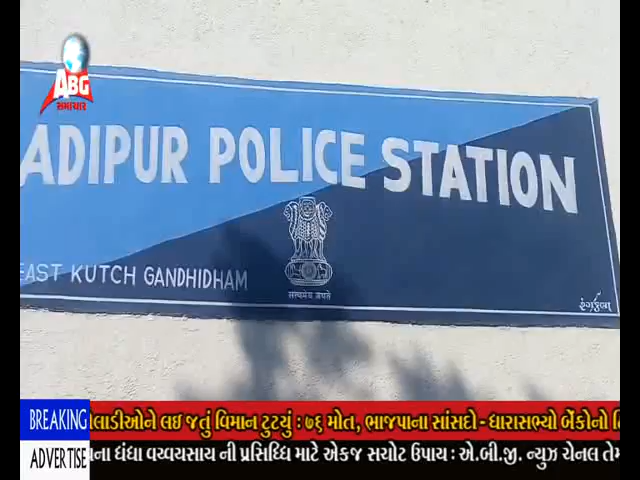 ABG
સમાચાર
ADIPUR POLICE STATION
EAST KUTCH GANDHIDHAM
सत्यमेव जयते
BREAKING
લાડીઓને લઇ જતું વિમાન ટુટયું : ૭૬ મોત, ભાજપાના સાંસદો - ધારાસભ્યો બેંકોનો
ADVERTISE
ના ધંધા વ્યવસાય ની પ્રસિધ્ધિ માટે એકજ સચોટ ઉપાય : એ.બી.જી. ન્યુઝ ચેનલ તેમ